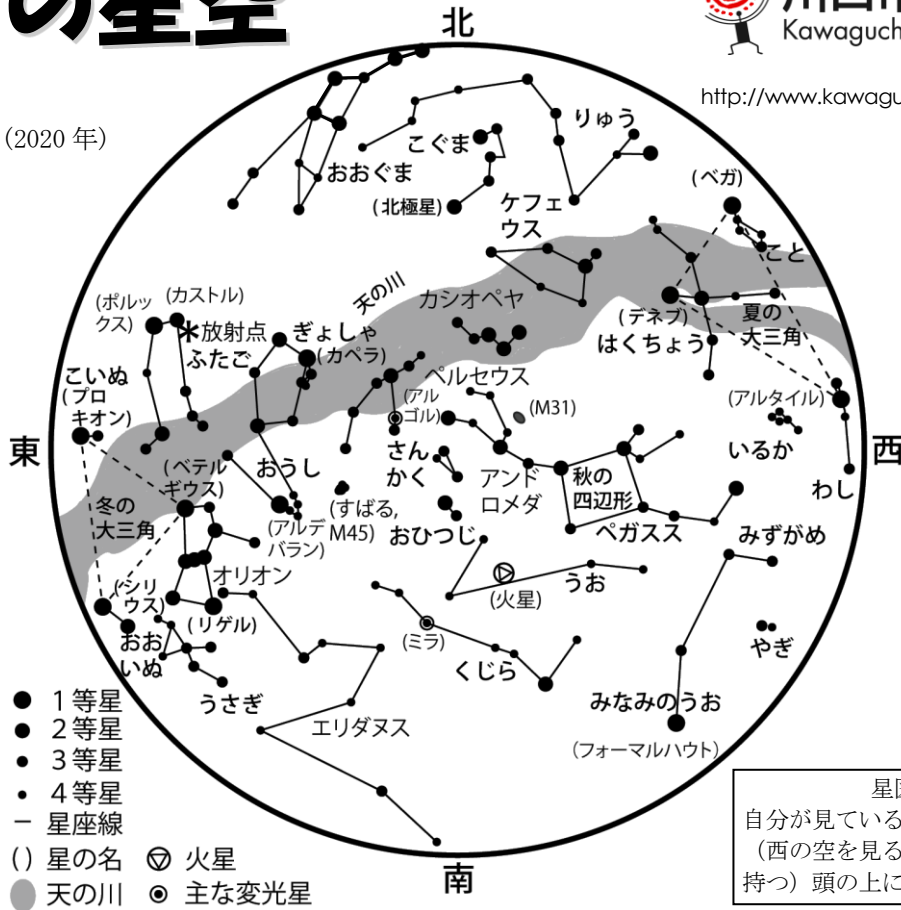 の星空
川口市
Kawaguch
http://www.kawagu
(2020 年)
北
りゅう
こぐま
おおぐま
(北極星)
ケフェ
ウス
(ベガ)
こと
天の川
カシオペヤ
(デネブ)
夏の
大三角
はくちょう
(ポルッ
クス)
(カストル)
*放射点
ふたご
ぎょしゃ
(カペラ)
ペルセウス
(アル
ゴル)
(M31)
(アルタイル)
いるか
わし
こいぬ
(プロ
キオン)
東
西
さん
かく
アンド
ロメダ
秋の
四辺形
ペガスス
(ベテル
ギウス)
おうし
冬の
大三角
(アルデ
バラン)
(すばる,
M45)
おひつじ
みずがめ
オリオン
(火星)
うお
(シリ
ウス)
(リゲル)
おお
いぬ
(ミラ)
くじら
やぎ
うさぎ
エリダヌス
みなみのうお
(フォーマルハウト)
● 1等星
● 2等星
• 3等星
• 4等星
− 星座線
() 星の名
火星
天の川
主な変光星
南
自分が見ている
(西の空を見る
持つ) 頭の上に